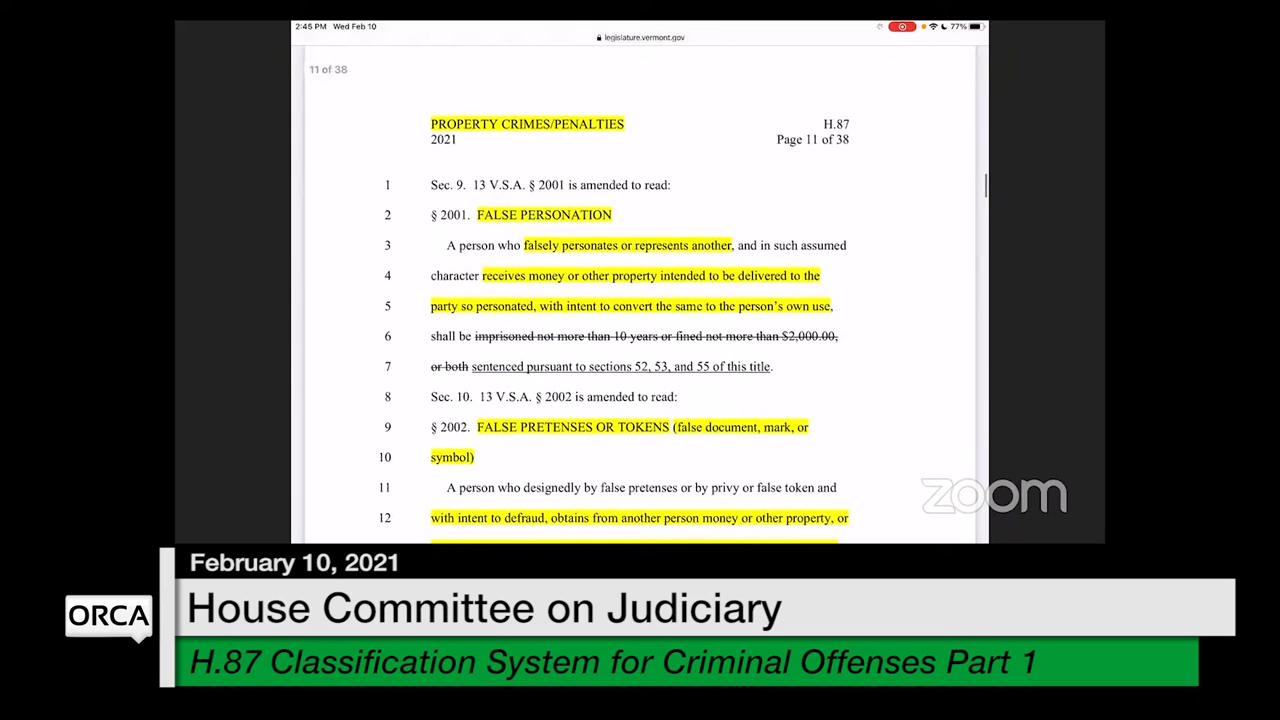 2:45 PM Wed Feb 10
77%
legislature.vermont.gov
11 of 38
PROPERTY CRIMES/PENALTIES H.87
2021 Page 11 of 38
1 Sec. 9. 13 V.S.A. § 2001 is amended to read:
2 § 2001. FALSE PERSONATION
3 A person who falsely personates or represents another, and in such assumed
4 character receives money or other property intended to be delivered to the
5 party so personated, with intent to convert the same to the person's own use,
6 shall be imprisoned not more than 10 years or fined not more than $2,000.00,
7 or both sentenced pursuant to sections 52, 53, and 55 of this title.
8 Sec. 10. 13 V.S.A. § 2002 is amended to read:
9 § 2002. FALSE PRETENSES OR TOKENS (false document, mark, or
10 symbol)
11 A person who designedly by false pretenses or by privy or false token and
12 with intent to defraud, obtains from another person money or other property, or
zoom
February 10, 2021
ORCA
House Committee on Judiciary
H.87 Classification System for Criminal Offenses Part 1